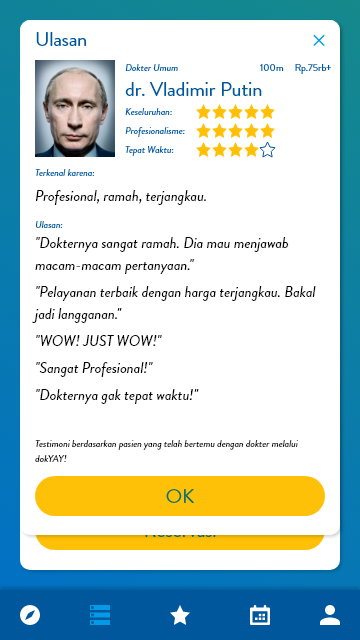 Ulasan
Dokter Umum 100m Rp.75rb+
dr. Vladimir Putin
Keseluruhan:
Profesionalisme:
Tepat Waktu:
Terkenal karena:
Profesional, ramah, terjangkau.
Ulasan:
"Dokternya sangat ramah. Dia mau menjawab
macam-macam pertanyaan."
"Pelayanan terbaik dengan harga terjangkau. Bakal
jadi langganan."
"WOW! JUST WOW!"
"Sangat Profesional!"
"Dokternya gak tepat waktu!"
Testimoni berdasarkan pasien yang telah bertemu dengan dokter melalui
dokYAY!
OK